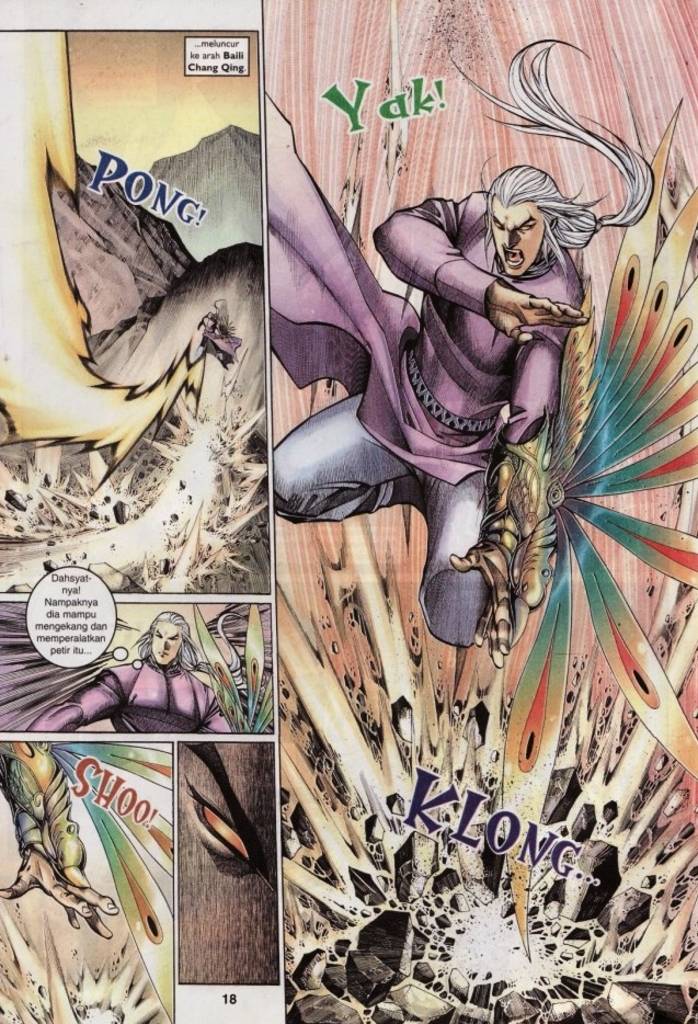 ...meluncur
ke arah Baili
Chang Qing.
PONG!
Dahsyat-
nya!
Nampaknya
dia mampu
mengekang dan
memperalatkan
petir itu...
SHOO!
Yak!
KLONG...
18